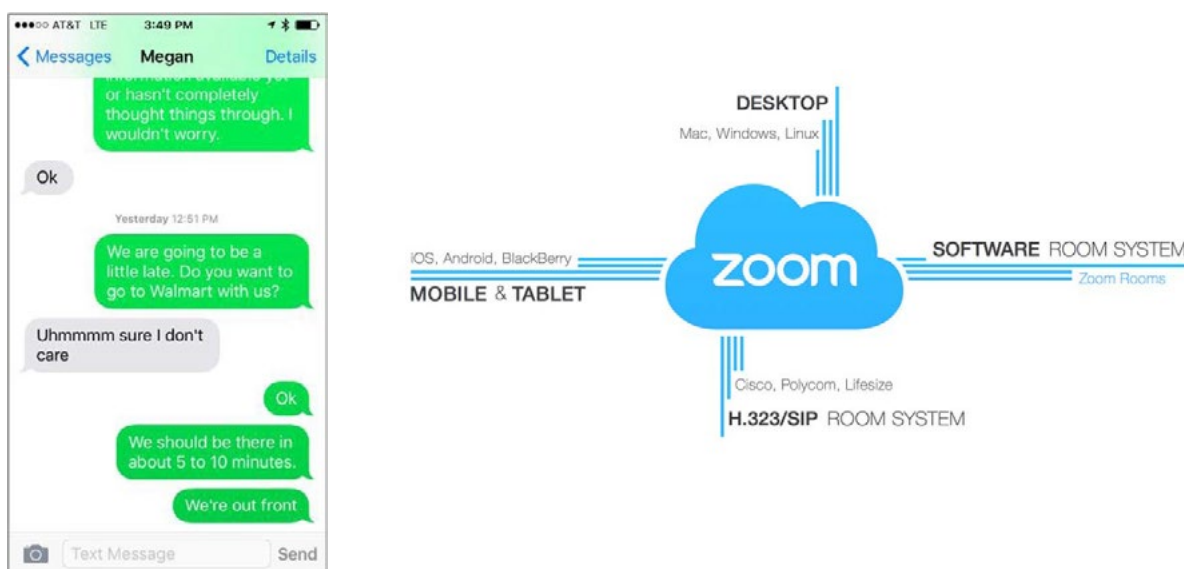 AT&T LTE 3:49 PM
Messages Megan Details
or hasn't completely
thought things through. I
wouldn't worry.
Ok
Yesterday 12:51 PM
We are going to be a
little late. Do you want to
go to Walmart with us?
Uhmmmm sure I don't
care
Ok
We should be there in
about 5 to 10 minutes.
We're out front
Text Message Send
DESKTOP
Mac, Windows, Linux
iOS, Android, BlackBerry
MOBILE & TABLET
zoom
SOFTWARE ROOM SYSTEM
Zoom Rooms
Cisco, Polycom, Lifesize
H.323/SIP ROOM SYSTEM